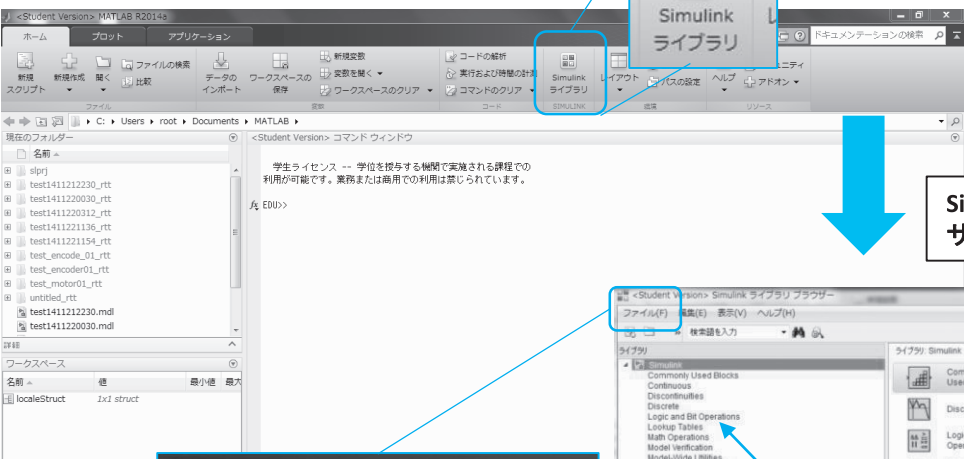 <Student Version> MATLAB R2014a
ホーム プロット アプリケーション
ドキュメンテーションの検索
Simulink
ライブラリ
新規
スクリプト
新規作成
開く
ファイルの検索
比較
データの
インポート
ワークスペースの
保存
新規変数
変数を開く
ワークスペースのクリア
コードの解析
実行および時間の計測
コマンドのクリア
Simulink
ライブラリ
レイアウト
パスの設定
ヘルプ
ニティ
アドオン
ファイル 変数 コード SIMULINK 環境 リソース
C: Users root Documents MATLAB
現在のフォルダー
名前
slprj
test1411212230_rtt
test1411220030_rtt
test1411220312_rtt
test1411221136_rtt
test1411221154_rtt
test_encode_01_rtt
test_encoder01_rtt
test_motor01_rtt
untitled_rtt
test1411212230.mdl
test1411220030.mdl
詳細
ワークスペース
名前 値 最小値 最大
localeStruct 1x1 struct
<Student Version> コマンド ウィンドウ
学生ライセンス -- 学位を授与する機関で実施される課程での
利用が可能です。業務または商用での利用は禁じられています。
fx EDU>>
Si
サ
<Student Version> Simulink ライブラリ ブラウザー
ファイル(F) 編集(E) 表示(V) ヘルプ(H)
検索語を入力
ライブラリ
Simulink
Commonly Used Blocks
Continuous
Discontinuities
Discrete
Logic and Bit Operations
Lookup Tables
Math Operations
Model Verification
Model-Wide Utilities
ライブラリ: Simulink
Com
Use
Disc
Logi
Ope